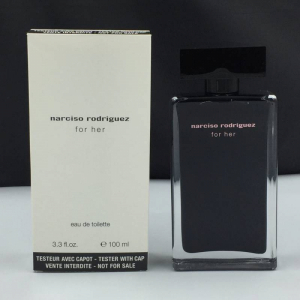 narciso rodriguez
for her
eau de toilette
3.3 fl.oz. ℮ 100 ml
TESTEUR AVEC CAPOT - TESTER WITH CAP
VENTE INTERDITE - NOT FOR SALE
narciso rodriguez
for her